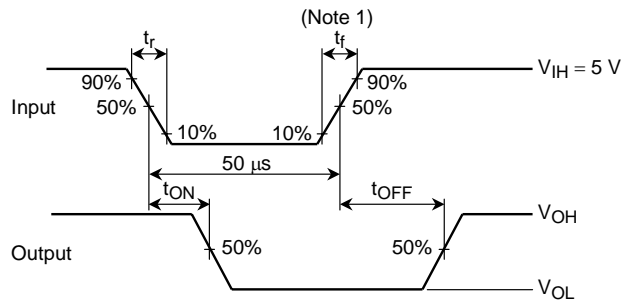 (Note 1)
tr
tf
90%
90%
VIH = 5 V
Input
50%
50%
10%
10%
50 μs
tON
tOFF
VOH
Output
50%
50%
VOL